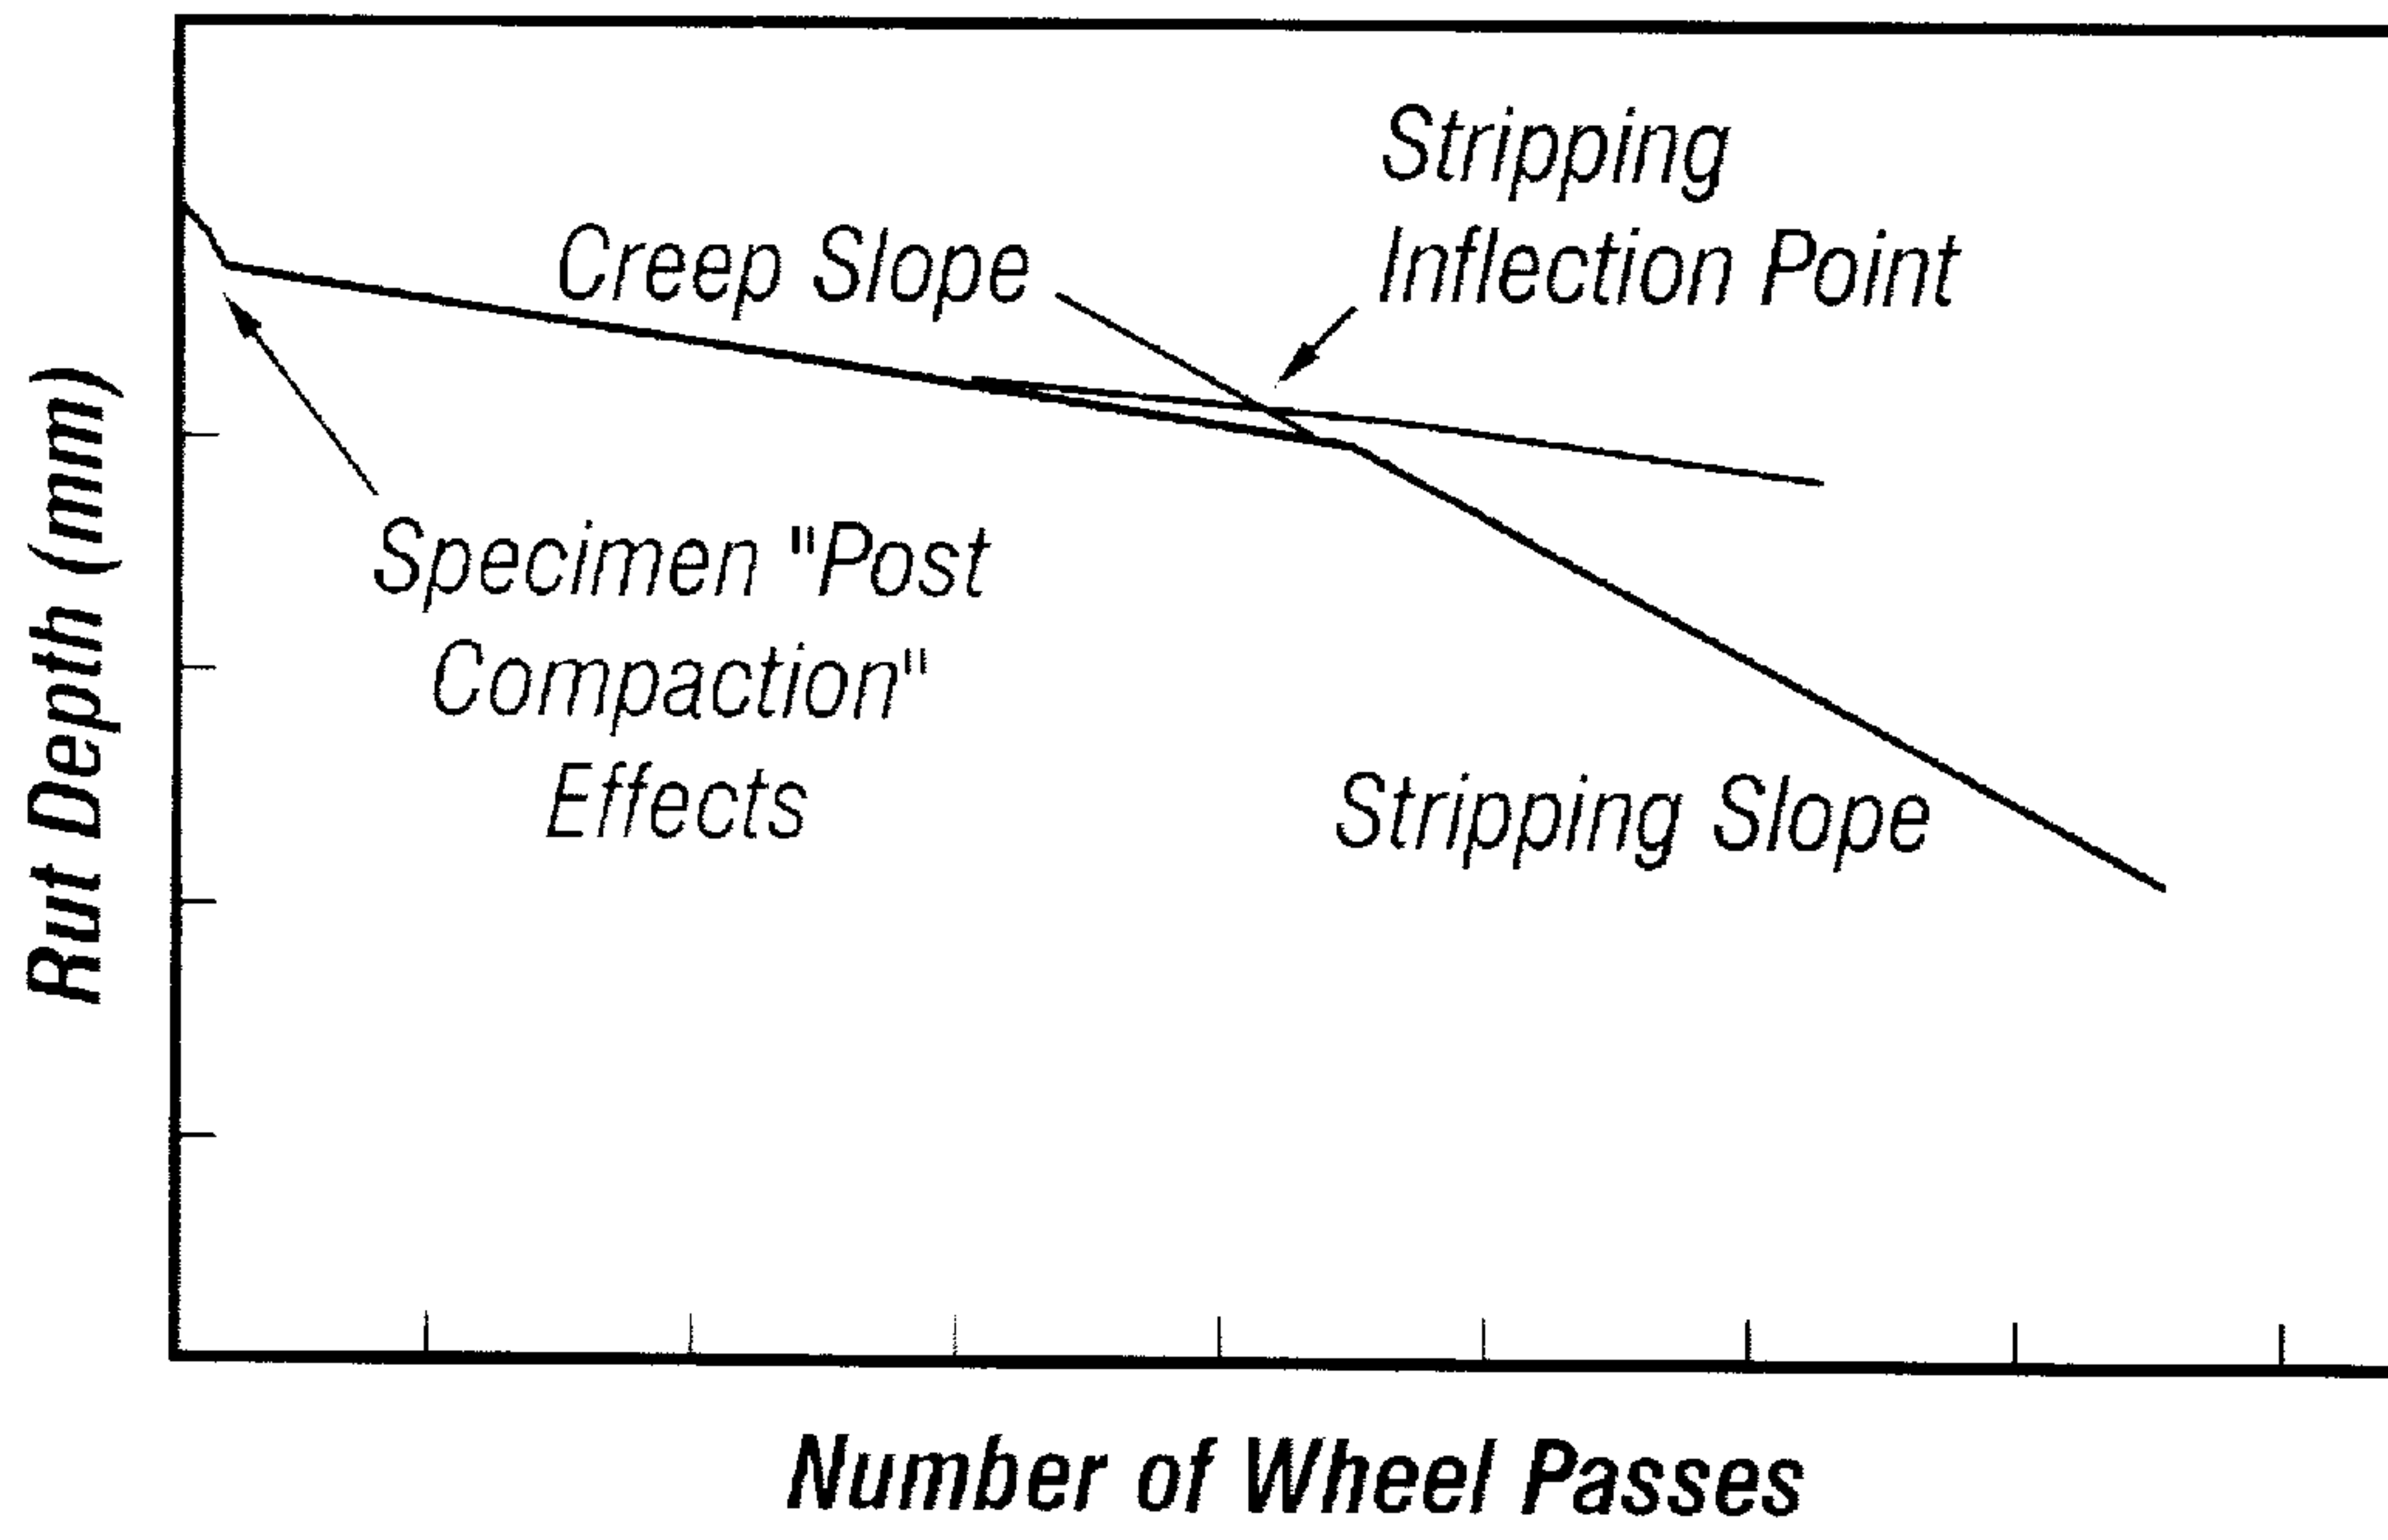 Stripping
Inflection Point
Creep Slope
Specimen "Post
Compaction"
Effects
Stripping Slope
Rut Depth (mm)
Number of Wheel Passes